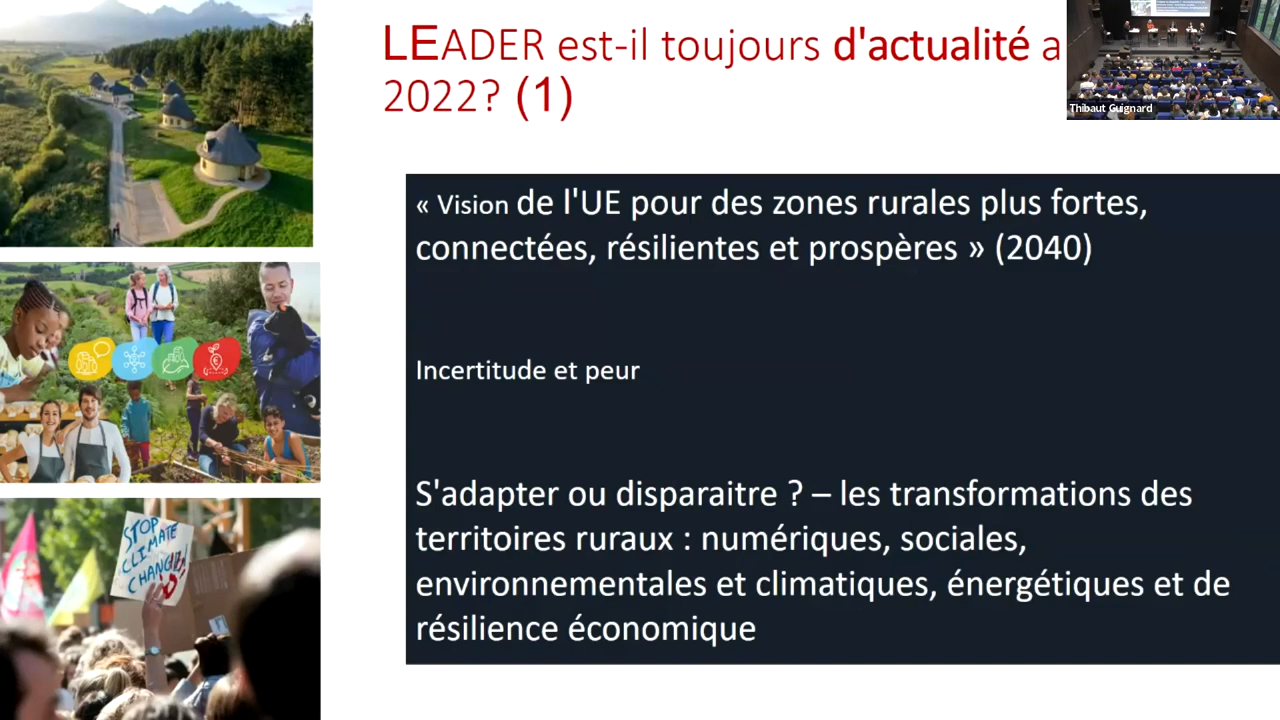 LEADER est-il toujours d'actualité a
2022? (1)
Thibaut Guignard
« Vision de l'UE pour des zones rurales plus fortes,
connectées, résilientes et prospères » (2040)
Incertitude et peur
S'adapter ou disparaitre ? – les transformations des
territoires ruraux : numériques, sociales,
environnementales et climatiques, énergétiques et de
résilience économique
STOP
CLIMATE
CHANGE!